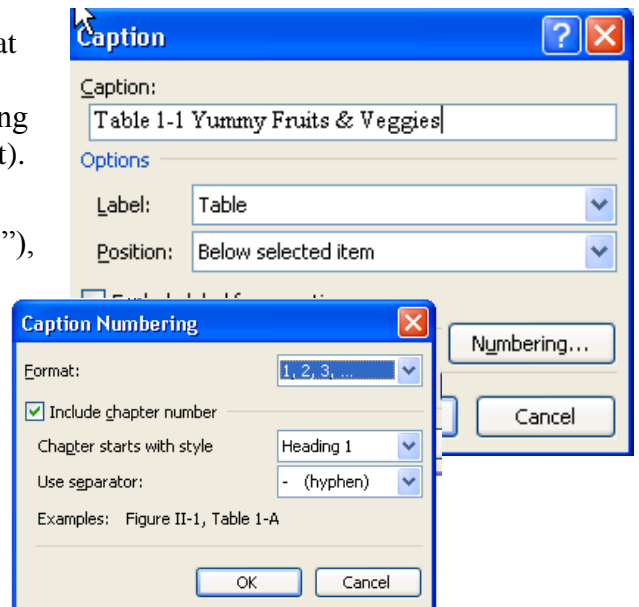 at
ng
t).
”),
Caption
Caption:
Table 1-1 Yummy Fruits & Veggies
Options
Label: Table
Position: Below selected item
Numbering...
Cancel
Caption Numbering
Format: 1, 2, 3, ...
Include chapter number
Chapter starts with style Heading 1
Use separator: - (hyphen)
Examples: Figure II-1, Table 1-A
OK Cancel